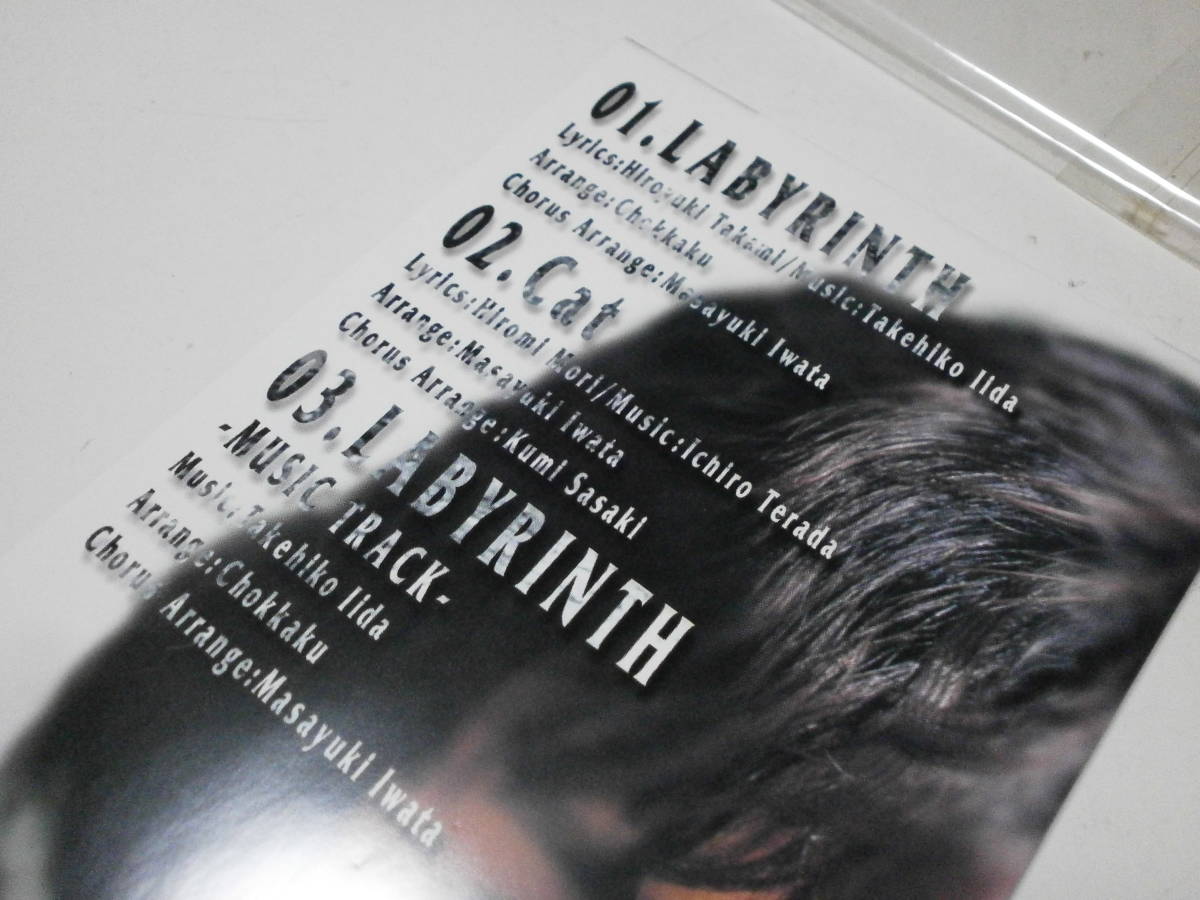 01.LABYRINTH
Lyrics:Hiroyuki Takami/Music:Takehiko Iida
Arrange:Chokkaku
Chorus Arrange:Masayuki Iwata
02.Cat
Lyrics:Hiromi Mori/Music:Ichiro Terada
Arrange:Masayuki Iwata
Chorus Arrange:Kumi Sasaki
03.LABYRINTH
-MUSIC TRACK-
Music:Takehiko Iida
Arrange:Chokkaku
Chorus Arrange:Masayuki Iwata